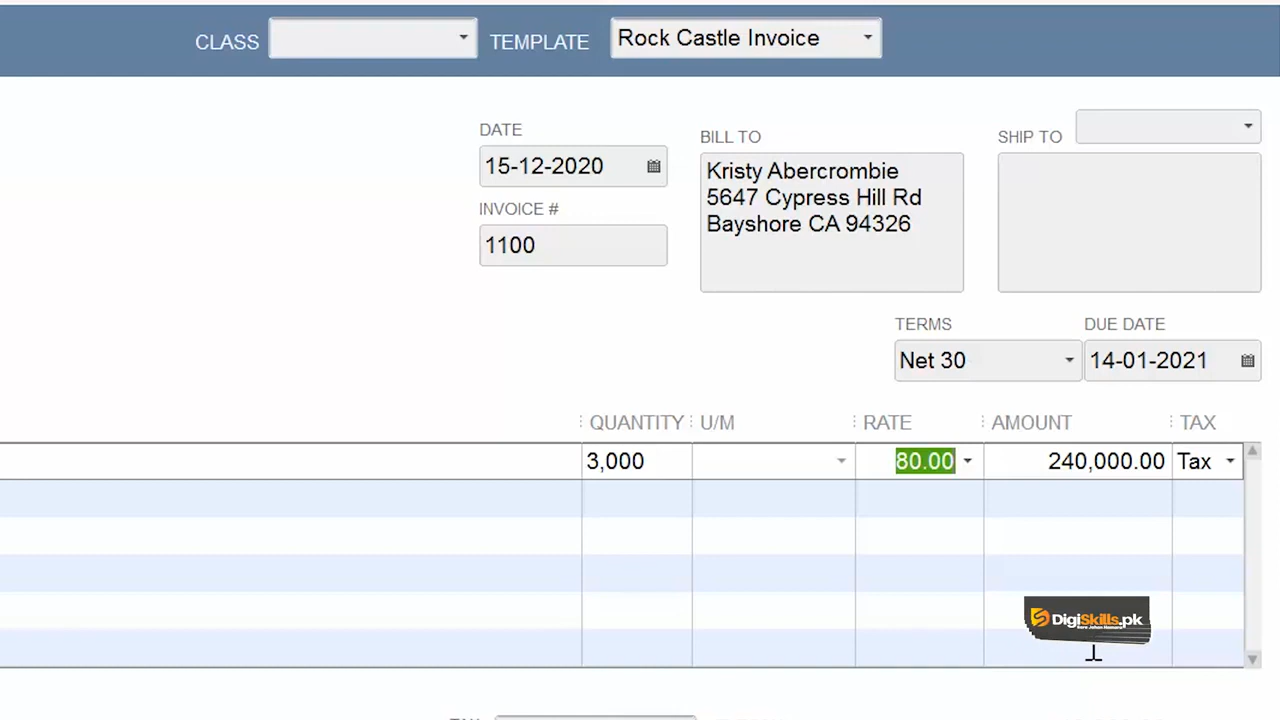 CLASS TEMPLATE Rock Castle Invoice
DATE
15-12-2020
INVOICE #
1100
BILL TO
Kristy Abercrombie
5647 Cypress Hill Rd
Bayshore CA 94326
SHIP TO
TERMS DUE DATE
Net 30 14-01-2021
QUANTITY U/M RATE AMOUNT TAX
3,000 80.00 240,000.00 Tax
DigiSkills.pk